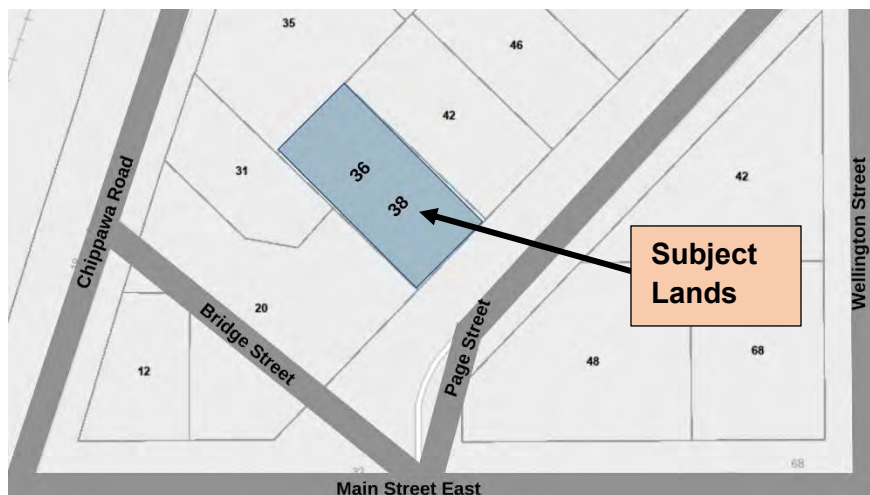 35
46
42
36
38
31
42
Chippawa Road
Wellington Street
Subject
Lands
20
Bridge Street
Page Street
12
48
68
68
Main Street East